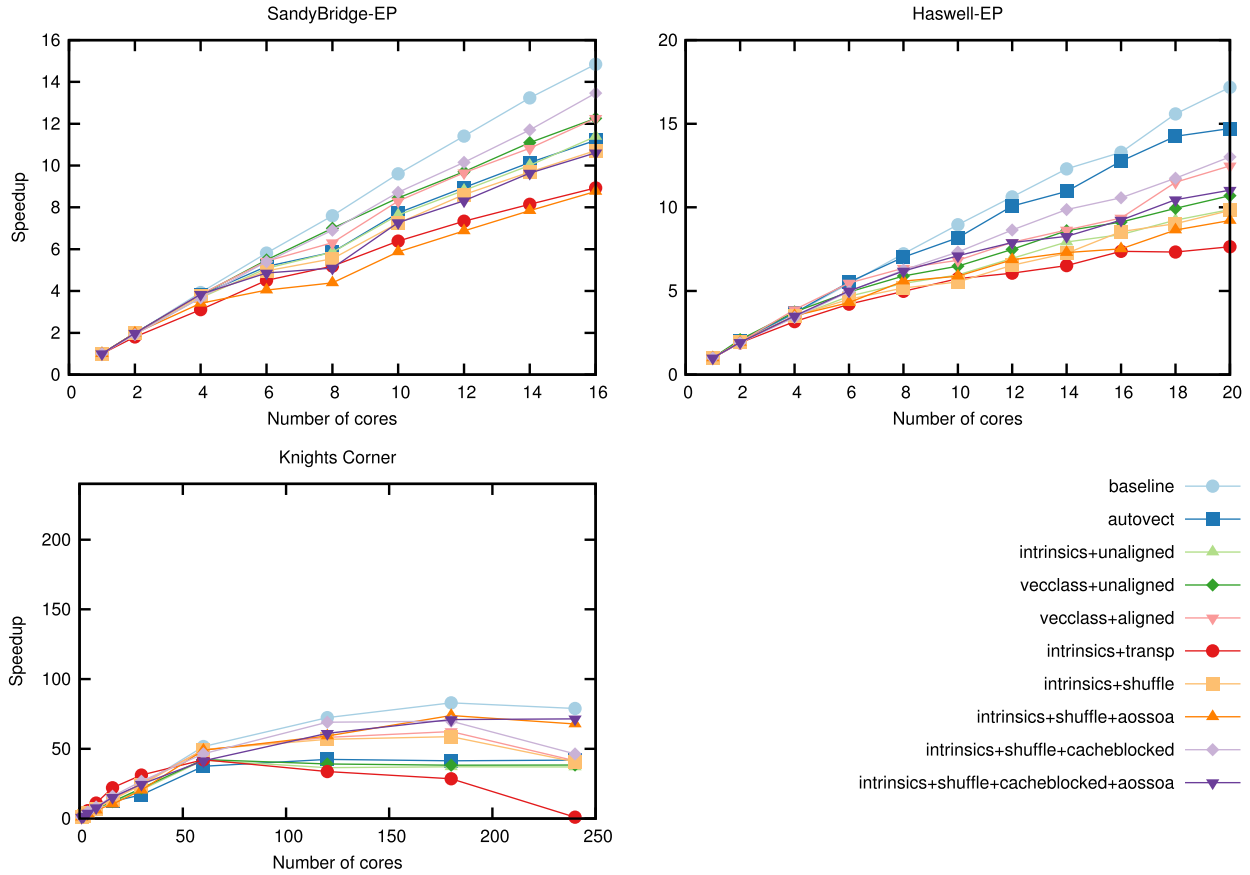 SandyBridge-EP
16
14
12
10
8
6
4
2
0
Speedup
0 2 4 6 8 10 12 14 16
Number of cores
Haswell-EP
20
15
10
5
0
0 2 4 6 8 10 12 14 16 18 20
Number of cores
Knights Corner
200
150
100
50
0
Speedup
0 50 100 150 200 250
Number of cores
baseline
autovect
intrinsics+unaligned
vecclass+unaligned
vecclass+aligned
intrinsics+transp
intrinsics+shuffle
intrinsics+shuffle+aossoa
intrinsics+shuffle+cacheblocked
intrinsics+shuffle+cacheblocked+aossoa